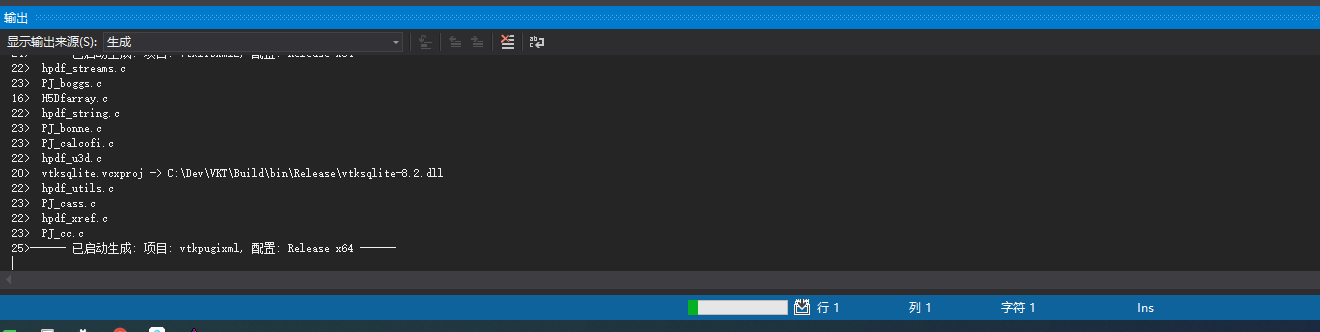 输出
显示输出来源(S): 生成
22> hpdf_streams.c
23> PJ_boggs.c
16> H5Dfarray.c
22> hpdf_string.c
23> PJ_bonne.c
23> PJ_calcofi.c
22> hpdf_u3d.c
20> vtksqlite.vcxproj -> C:\Dev\VKT\Build\bin\Release\vtksqlite-8.2.dll
22> hpdf_utils.c
23> PJ_cass.c
22> hpdf_xref.c
23> PJ_cc.c
25>------ 已启动生成: 项目: vtkpugixml, 配置: Release x64 ------
行 1 列 1 字符 1 Ins